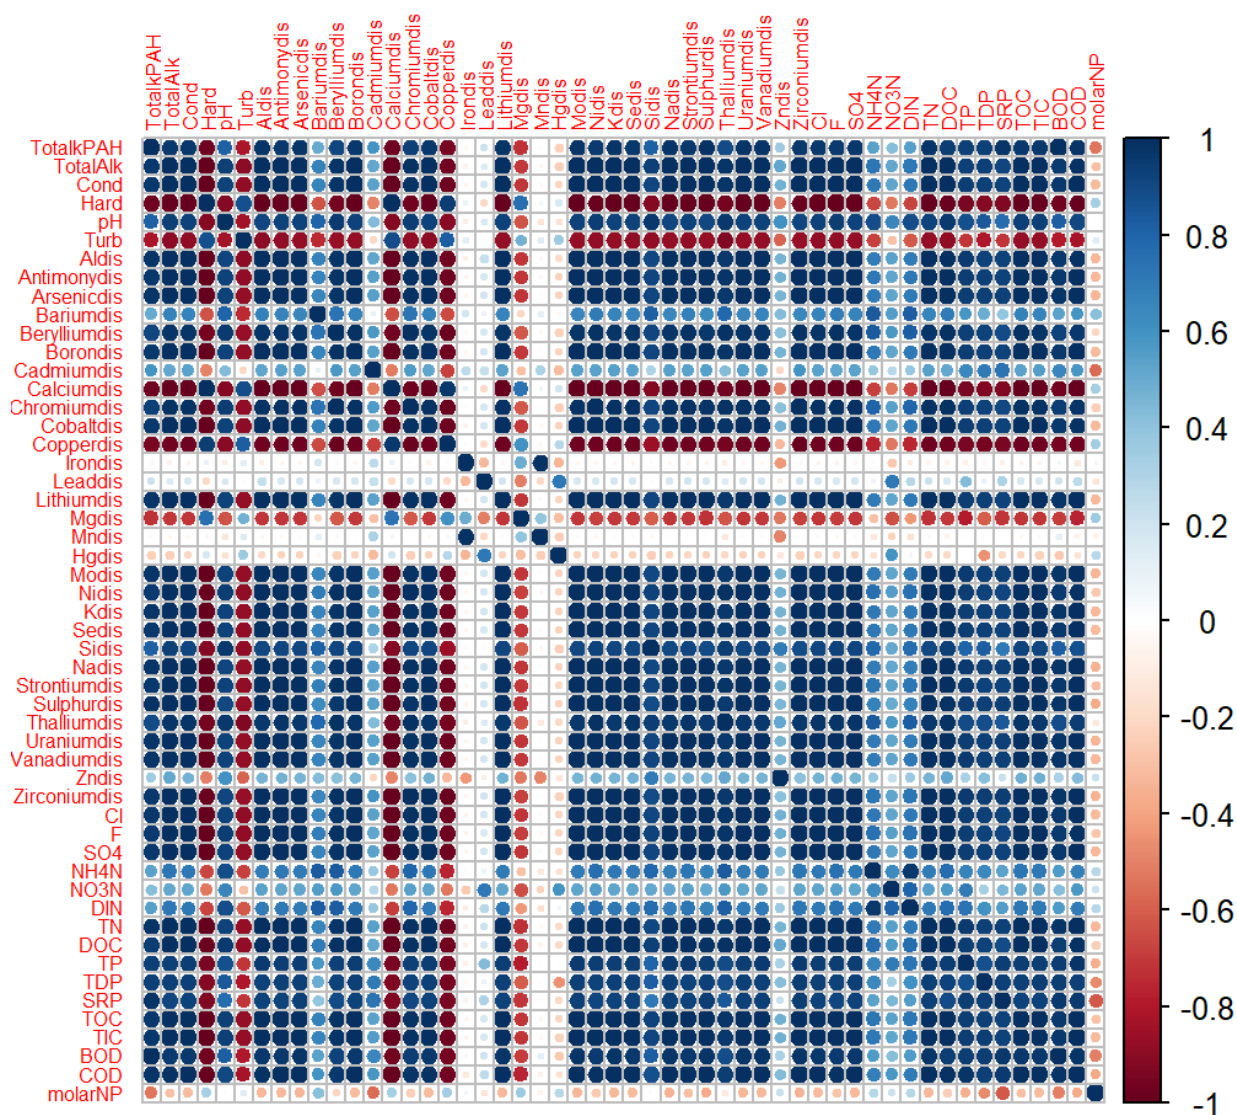 TotalkPAH
TotalAlk
Cond
Hard
pH
Turb
Aldis
Antimonydis
Arsenicdis
Bariumdis
Berylliumdis
Borondis
Cadmiumdis
Calciumdis
Chromiumdis
Cobaltdis
Copperdis
Irondis
Leaddis
Lithiumdis
Mgdis
Mndis
Hgdis
Modis
Nidis
Kdis
Sedis
Sidis
Nadis
Strontiumdis
Sulphurdis
Thalliumdis
Uraniumdis
Vanadiumdis
Zndis
Zirconiumdis
Cl
F
SO4
NH4N
NO3N
DIN
TN
DOC
TP
TDP
SRP
TOC
TIC
BOD
COD
molarNP
TotalkPAH
TotalAlk
Cond
Hard
pH
Turb
Aldis
Antimonydis
Arsenicdis
Bariumdis
Berylliumdis
Borondis
Cadmiumdis
Calciumdis
Chromiumdis
Cobaltdis
Copperdis
Irondis
Leaddis
Lithiumdis
Mgdis
Mndis
Hgdis
Modis
Nidis
Kdis
Sedis
Sidis
Nadis
Strontiumdis
Sulphurdis
Thalliumdis
Uraniumdis
Vanadiumdis
Zndis
Zirconiumdis
Cl
F
SO4
NH4N
NO3N
DIN
TN
DOC
TP
TDP
SRP
TOC
TIC
BOD
COD
molarNP
1
0.8
0.6
0.4
0.2
0
-0.2
-0.4
-0.6
-0.8
-1